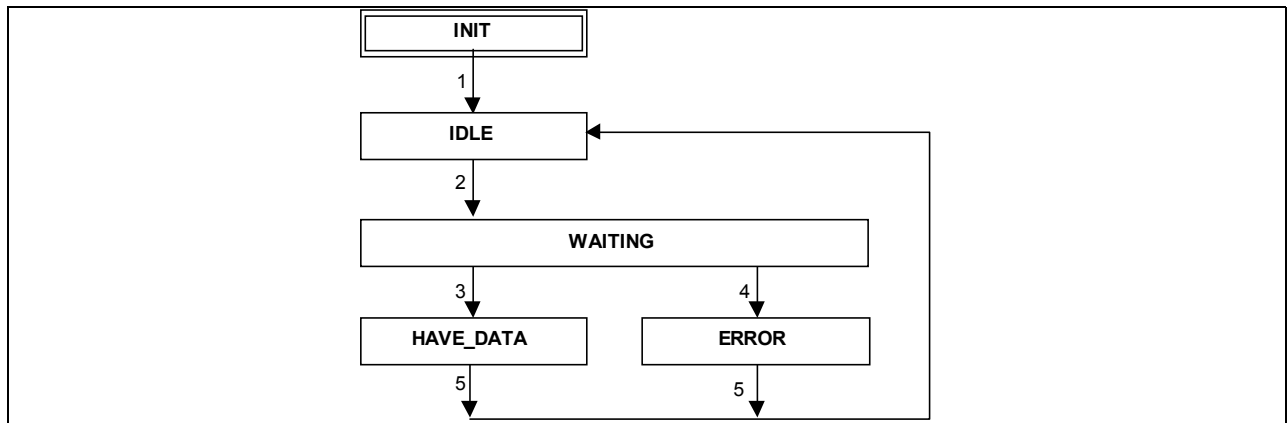 INIT
1
IDLE
2
WAITING
3 4
HAVE_DATA ERROR
5 5